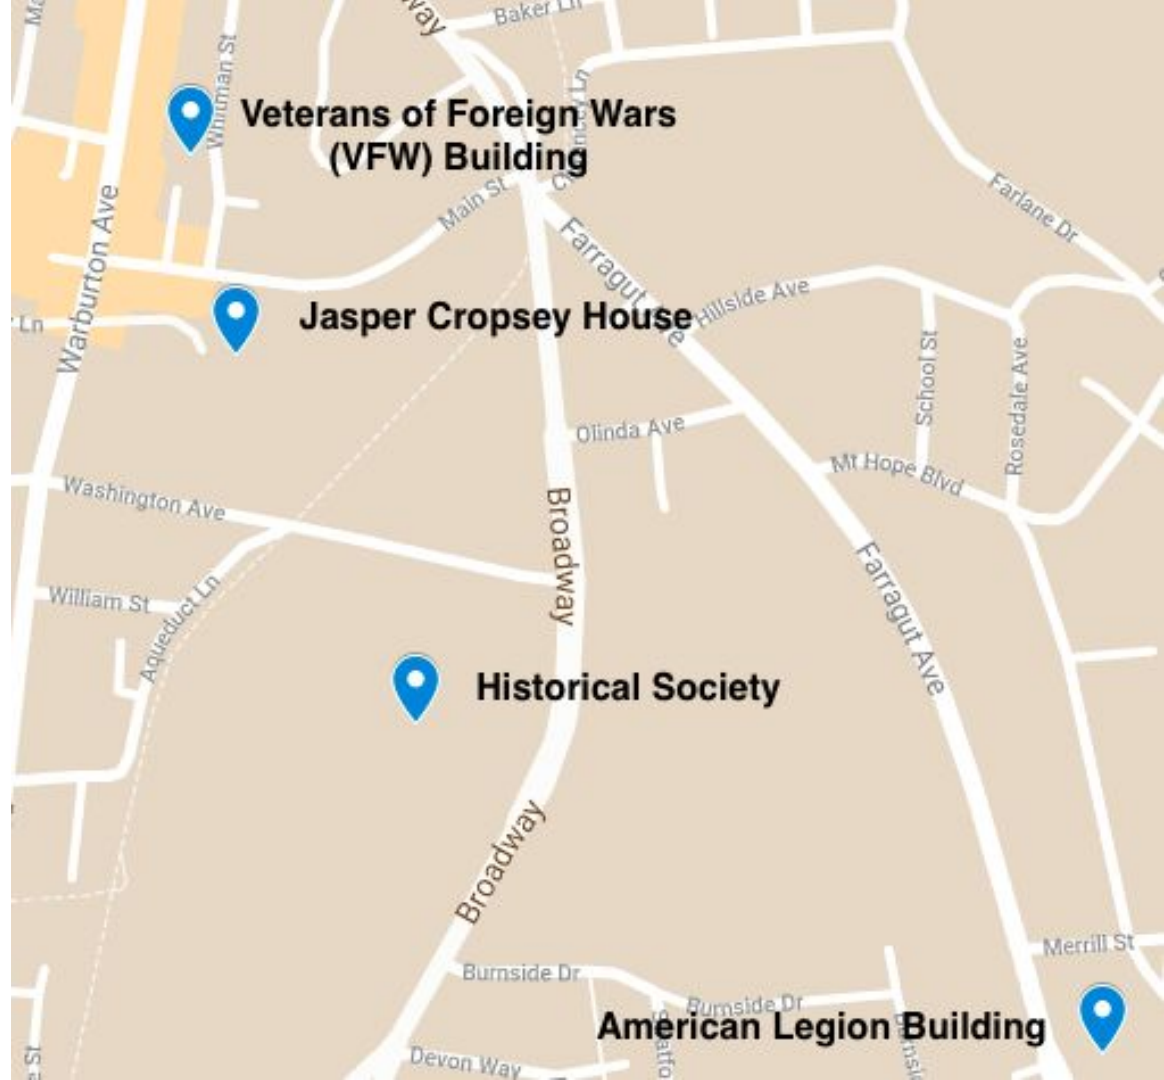 way
Baker Ln
Whitman St
Veterans of Foreign Wars
(VFW) Building
Main St
Farlane Dr
Warburton Ave
Farragut Ave
Hillside Ave
Jasper Cropsey House
Ln
School St
Rosedale Ave
Olinda Ave
Mt Hope Blvd
Washington Ave
Broadway
Farragut Ave
William St
Aqueduct Ln
Historical Society
Broadway
Merrill St
Burnside Dr
Burnside Dr
American Legion Building
Devon Way
St